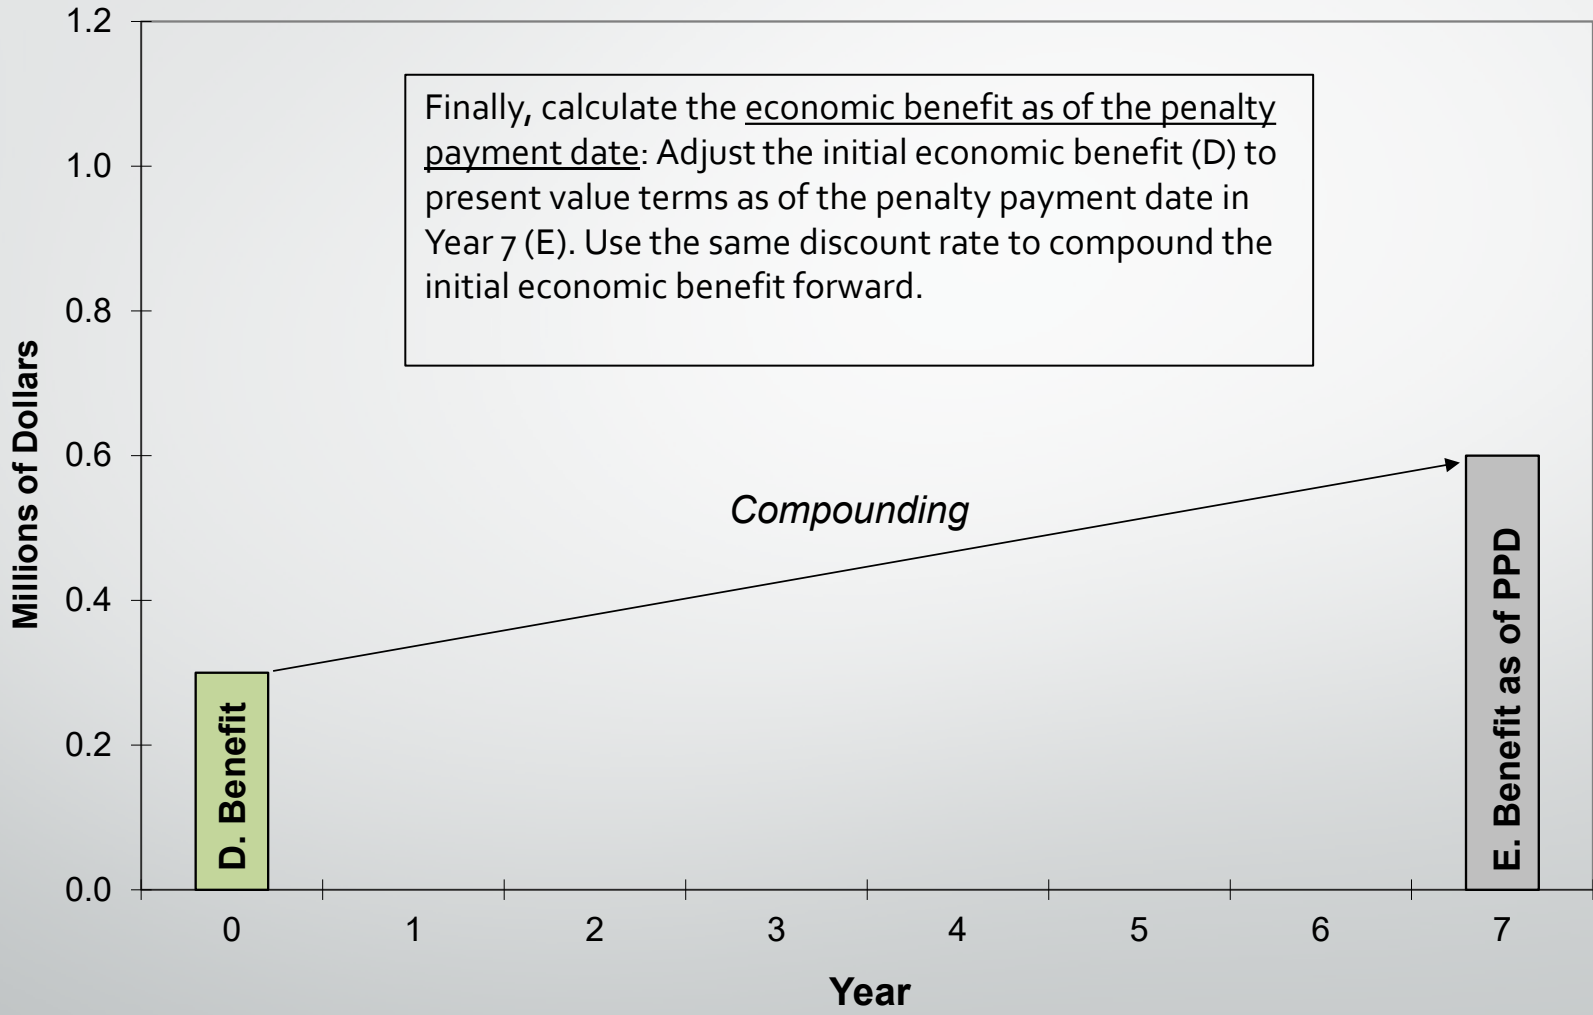 1.2
1.0
0.8
0.6
0.4
0.2
0.0
Millions of Dollars
Finally, calculate the economic benefit as of the penalty
payment date: Adjust the initial economic benefit (D) to
present value terms as of the penalty payment date in
Year 7 (E). Use the same discount rate to compound the
initial economic benefit forward.
Compounding
D. Benefit
E. Benefit as of PPD
0 1 2 3 4 5 6 7
Year